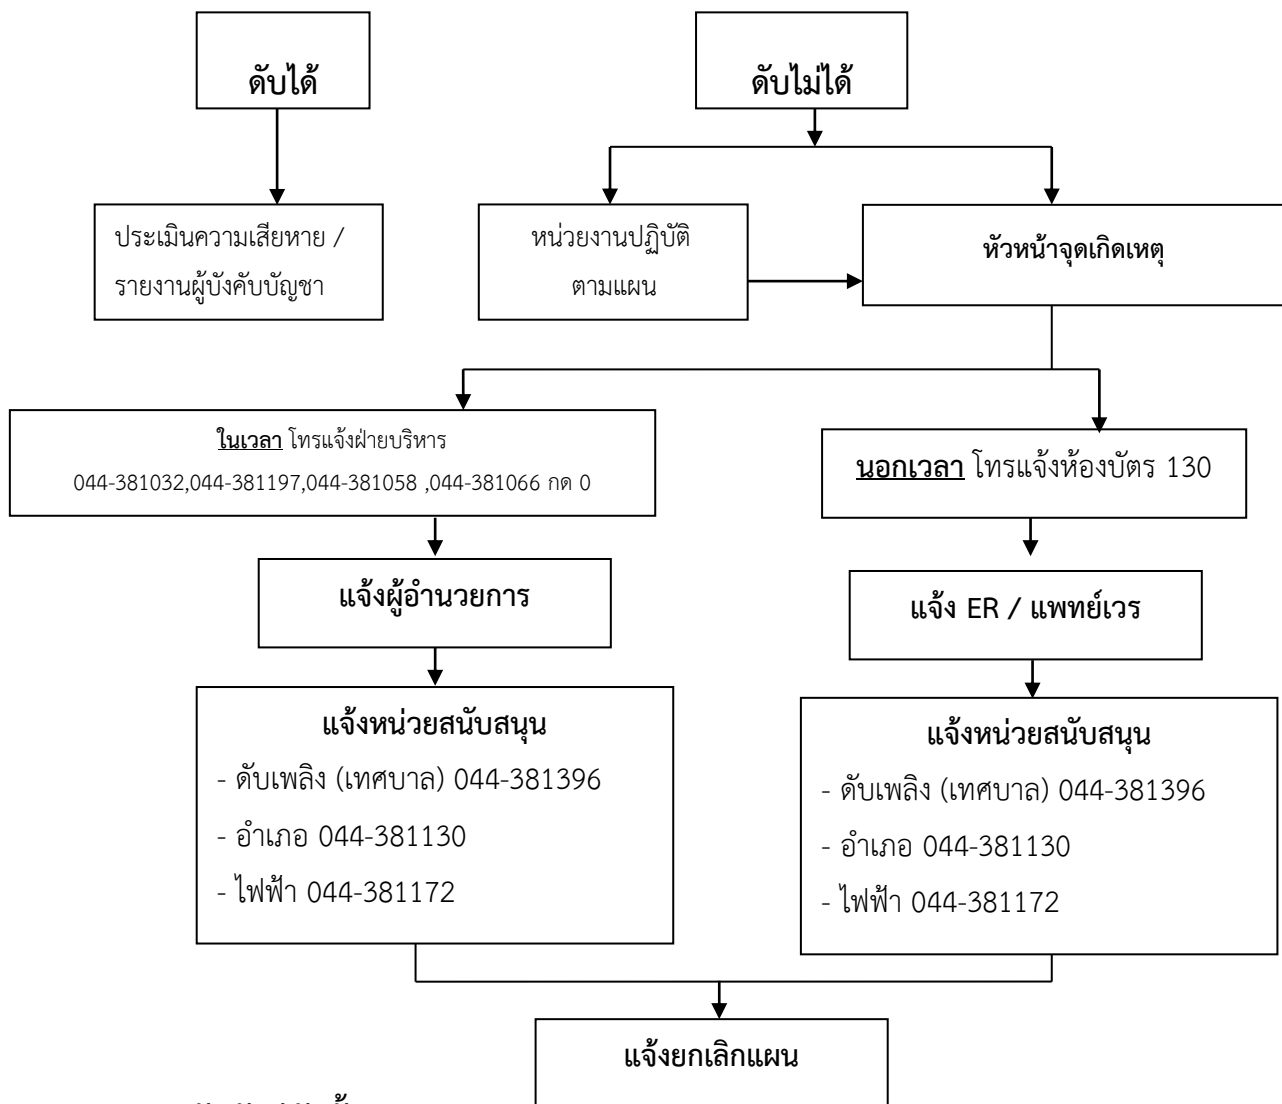 ดับได้
ดับไม่ได้
ประเมินความเสียหาย /
รายงานผู้บังคับบัญชา
หน่วยงานปฏิบัติ
ตามแผน
หัวหน้าจุดเกิดเหตุ
ในเวลา โทรแจ้งฝ่ายบริหาร
044-381032,044-381197,044-381058 ,044-381066 กด 0
นอกเวลา โทรแจ้งห้องบัตร 130
แจ้งผู้อำนวยการ
แจ้ง ER / แพทย์เวร
แจ้งหน่วยสนับสนุน
- ดับเพลิง (เทศบาล) 044-381396
- อำเภอ 044-381130
- ไฟฟ้า 044-381172
แจ้งหน่วยสนับสนุน
- ดับเพลิง (เทศบาล) 044-381396
- อำเภอ 044-381130
- ไฟฟ้า 044-381172
แจ้งยกเลิกแผน